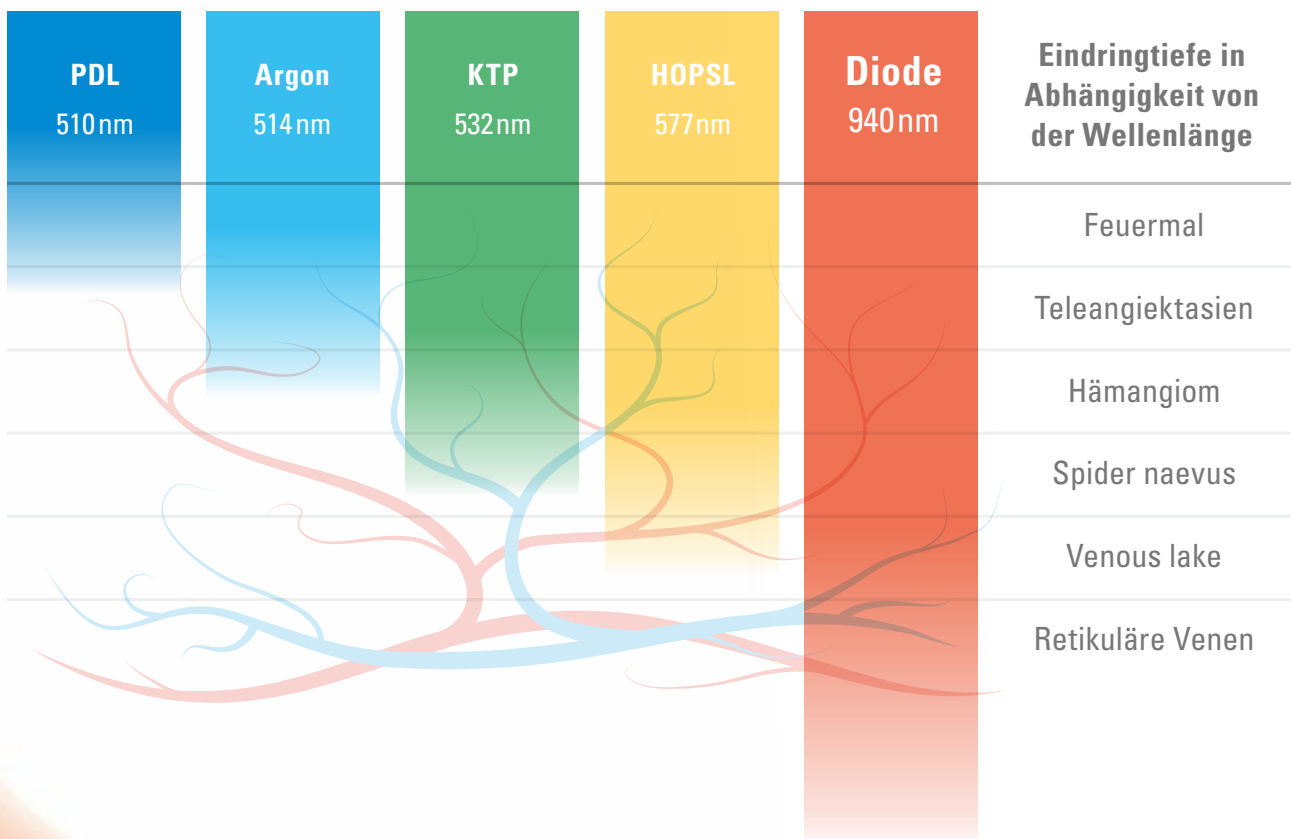 PDL
510 nm
Argon
514 nm
KTP
532 nm
HOPSL
577 nm
Diode
940 nm
Eindringtiefe in
Abhängigkeit von
der Wellenlänge
Feuermal
Teleangiektasien
Hämangiom
Spider naevus
Venous lake
Retikuläre Venen